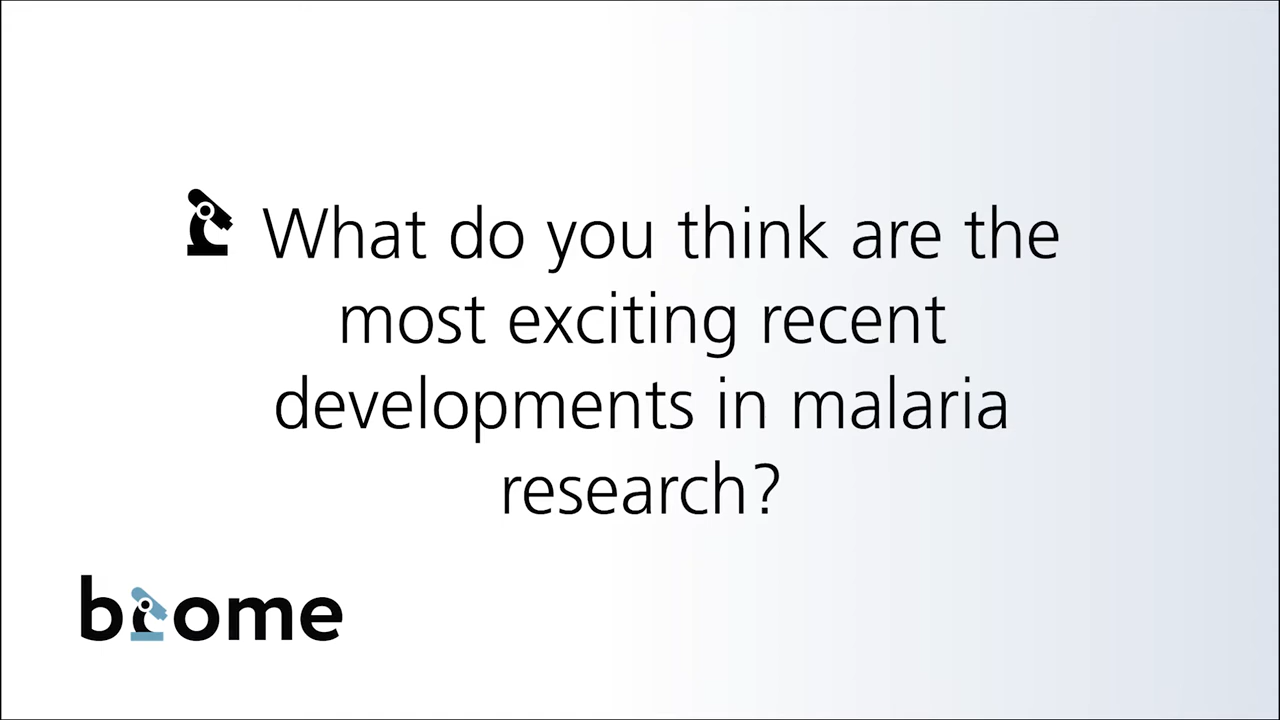 What do you think are the
most exciting recent
developments in malaria
research?
biome